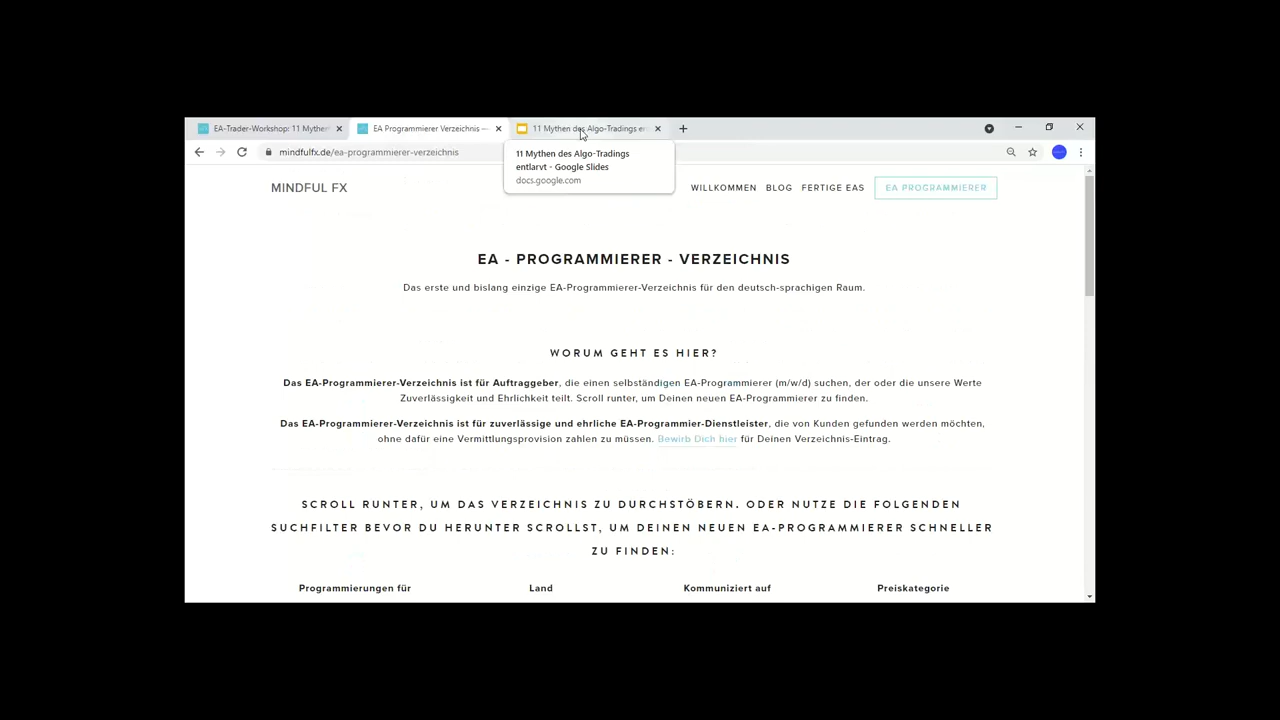 EA-Trader-Workshop: 11 Mythen
EA Programmierer Verzeichnis —
11 Mythen des Algo-Tradings en
mindfulfx.de/ea-programmierer-verzeichnis
11 Mythen des Algo-Tradings
entlarvt - Google Slides
docs.google.com
MINDFUL FX
WILLKOMMEN BLOG FERTIGE EAS EA PROGRAMMIERER
EA - PROGRAMMIERER - VERZEICHNIS
Das erste und bislang einzige EA-Programmierer-Verzeichnis für den deutsch-sprachigen Raum.
WORUM GEHT ES HIER?
Das EA-Programmierer-Verzeichnis ist für Auftraggeber, die einen selbständigen EA-Programmierer (m/w/d) suchen, der oder die unsere Werte
Zuverlässigkeit und Ehrlichkeit teilt. Scroll runter, um Deinen neuen EA-Programmierer zu finden.
Das EA-Programmierer-Verzeichnis ist für zuverlässige und ehrliche EA-Programmier-Dienstleister, die von Kunden gefunden werden möchten,
ohne dafür eine Vermittlungsprovision zahlen zu müssen. Bewirb Dich hier für Deinen Verzeichnis-Eintrag.
SCROLL RUNTER, UM DAS VERZEICHNIS ZU DURCHSTÖBERN. ODER NUTZE DIE FOLGENDEN
SUCHFILTER BEVOR DU HERUNTER SCROLLST, UM DEINEN NEUEN EA-PROGRAMMIERER SCHNELLER
ZU FINDEN:
Programmierungen für Land Kommuniziert auf Preiskategorie